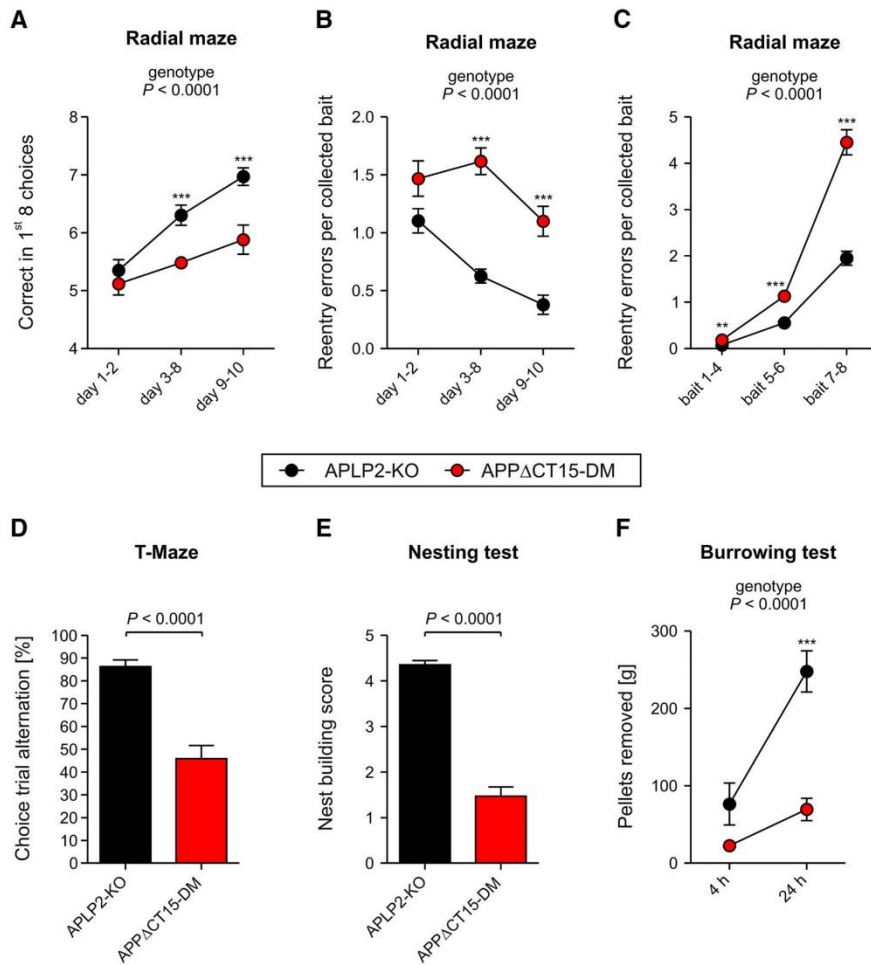 A
Radial maze
genotype
P < 0.0001
Correct in 1st 8 choices
8
7
6
5
4
***
***
day 1-2
day 3-8
day 9-10
B
Radial maze
genotype
P < 0.0001
Reentry errors per collected bait
2.0
1.5
1.0
0.5
0.0
***
***
day 1-2
day 3-8
day 9-10
C
Radial maze
genotype
P < 0.0001
Reentry errors per collected bait
5
4
3
2
1
0
**
***
***
bait 1-4
bait 5-6
bait 7-8
APLP2-KO
APPΔCT15-DM
D
T-Maze
P < 0.0001
Choice trial alternation [%]
100
90
80
70
60
50
40
30
20
10
0
APLP2-KO
APPΔCT15-DM
E
Nesting test
P < 0.0001
Nest building score
5
4
3
2
1
0
APLP2-KO
APPΔCT15-DM
F
Burrowing test
genotype
P < 0.0001
Pellets removed [g]
300
200
100
0
***
4 h
24 h